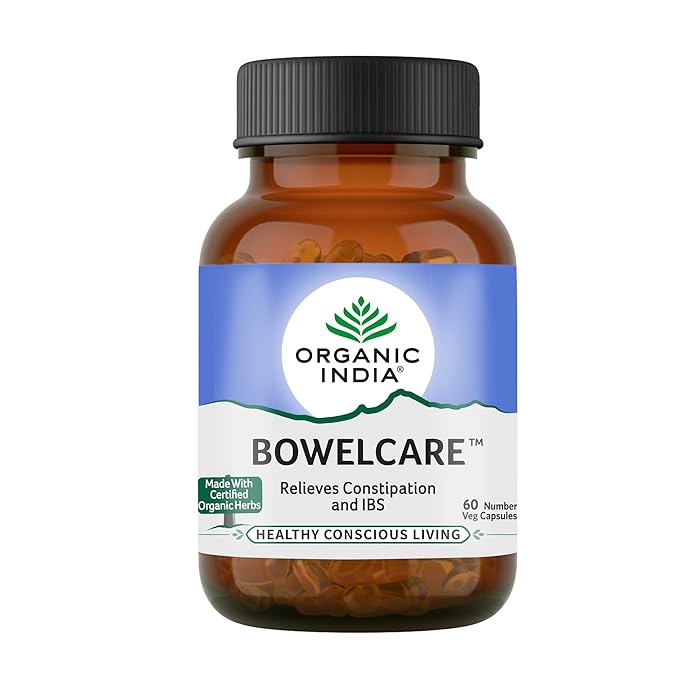 ORGANIC
INDIA®
BOWELCARE™
Made With
Certified
Organic Herbs
Relieves Constipation
and IBS
60 Number
Veg Capsules
HEALTHY CONSCIOUS LIVING